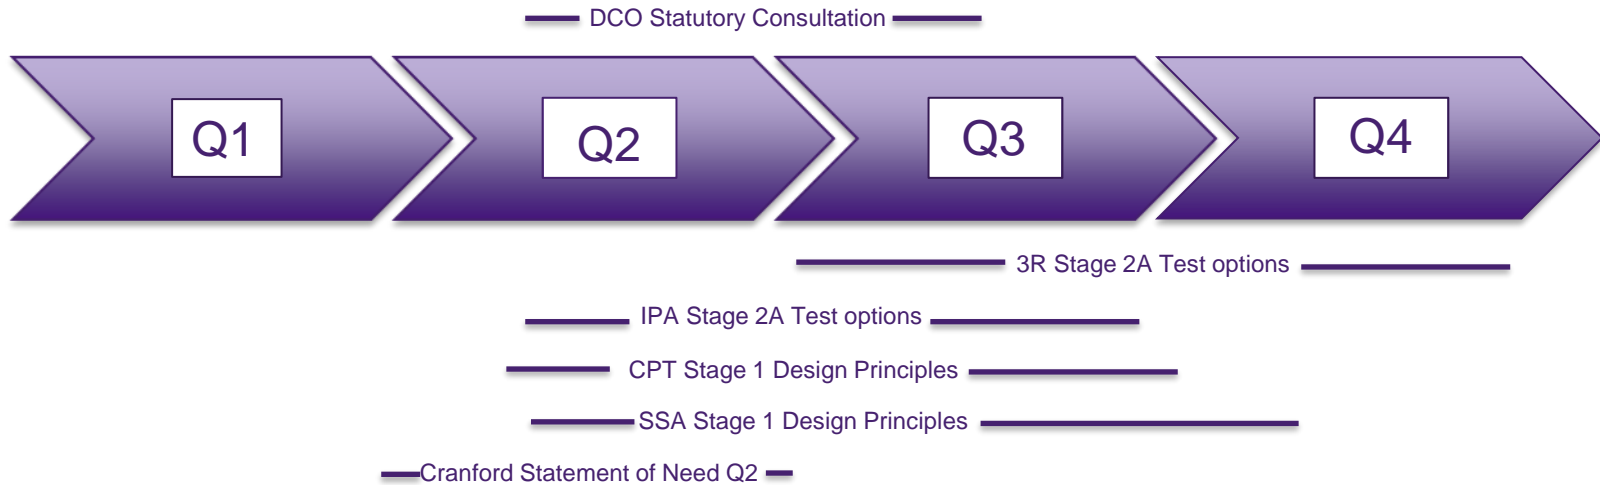 DCO Statutory Consultation
Q1
Q2
Q3
Q4
3R Stage 2A Test options
IPA Stage 2A Test options
CPT Stage 1 Design Principles
SSA Stage 1 Design Principles
Cranford Statement of Need Q2